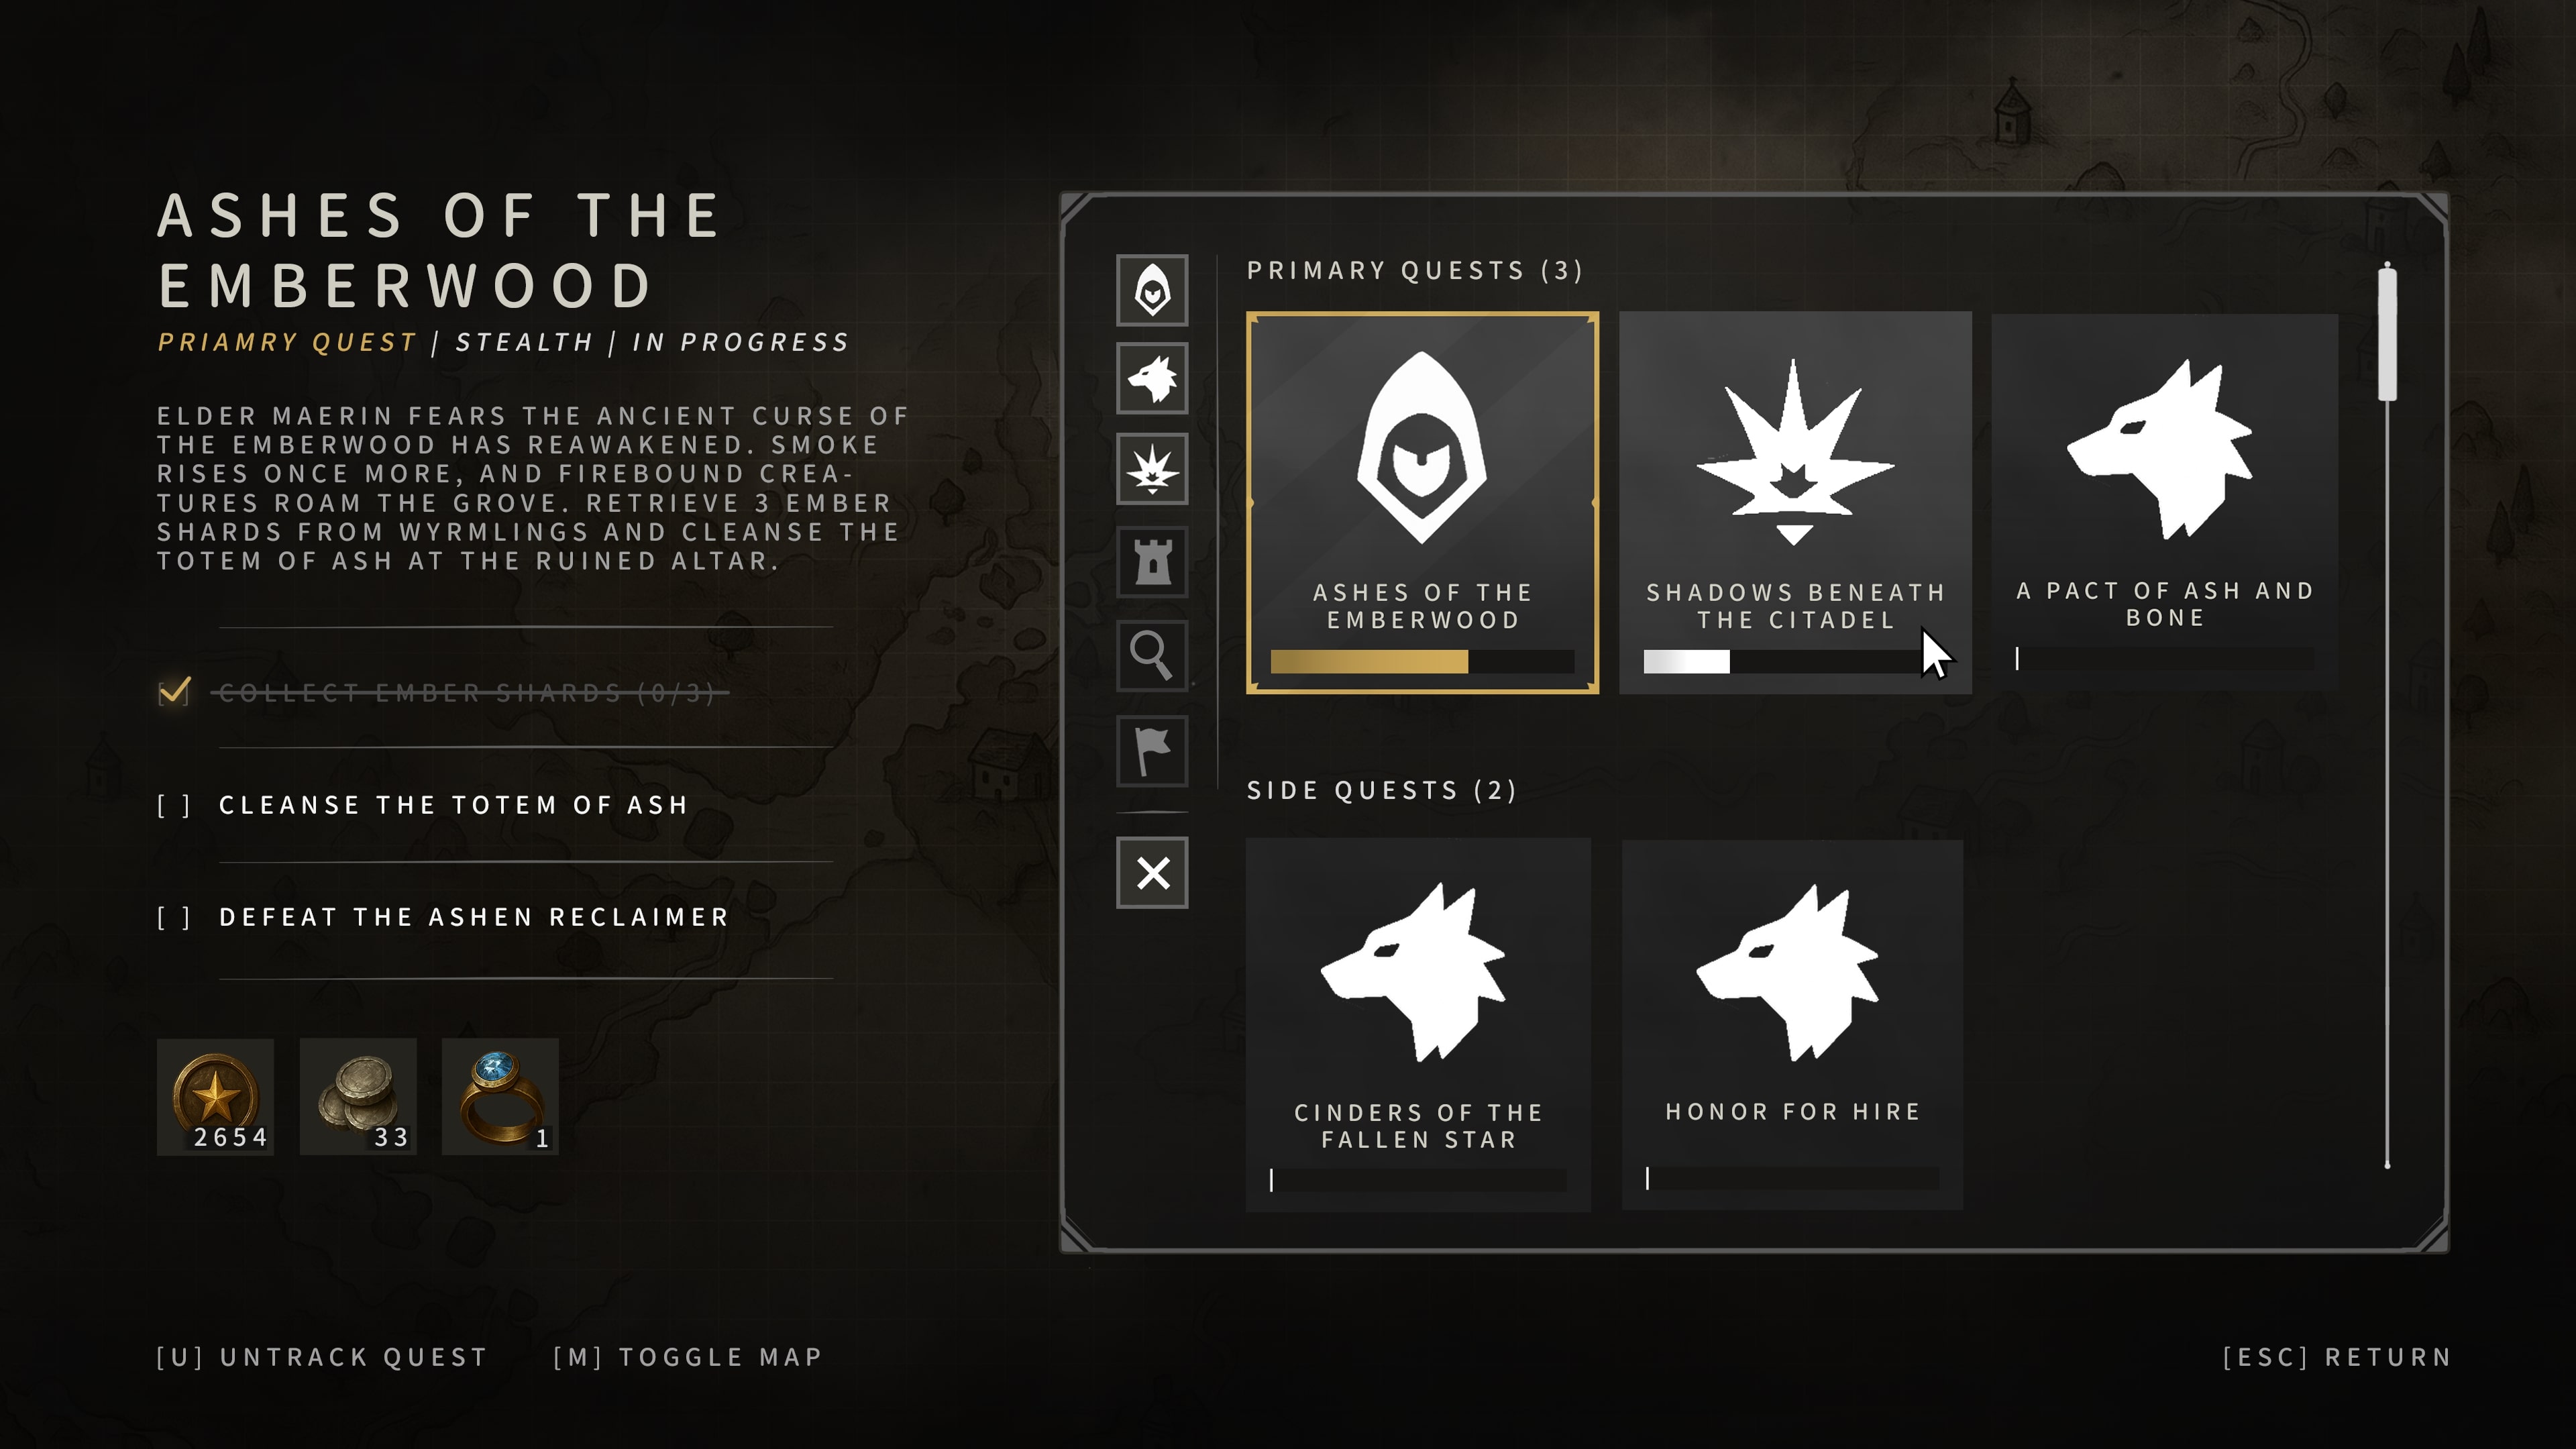 ASHES OF THE
EMBERWOOD
PRIAMRY QUEST | STEALTH | IN PROGRESS
ELDER MAERIN FEARS THE ANCIENT CURSE OF
THE EMBERWOOD HAS REAWAKENED. SMOKE
RISES ONCE MORE, AND FIREBOUND CREA-
TURES ROAM THE GROVE. RETRIEVE 3 EMBER
SHARDS FROM WYRMLINGS AND CLEANSE THE
TOTEM OF ASH AT THE RUINED ALTAR.
[ ] COLLECT EMBER SHARDS (0/3)
[ ] CLEANSE THE TOTEM OF ASH
[ ] DEFEAT THE ASHEN RECLAIMER
2654
33
1
PRIMARY QUESTS (3)
ASHES OF THE
EMBERWOOD
SHADOWS BENEATH
THE CITADEL
A PACT OF ASH AND
BONE
SIDE QUESTS (2)
CINDERS OF THE
FALLEN STAR
HONOR FOR HIRE
[U] UNTRACK QUEST
[M] TOGGLE MAP
[ESC] RETURN